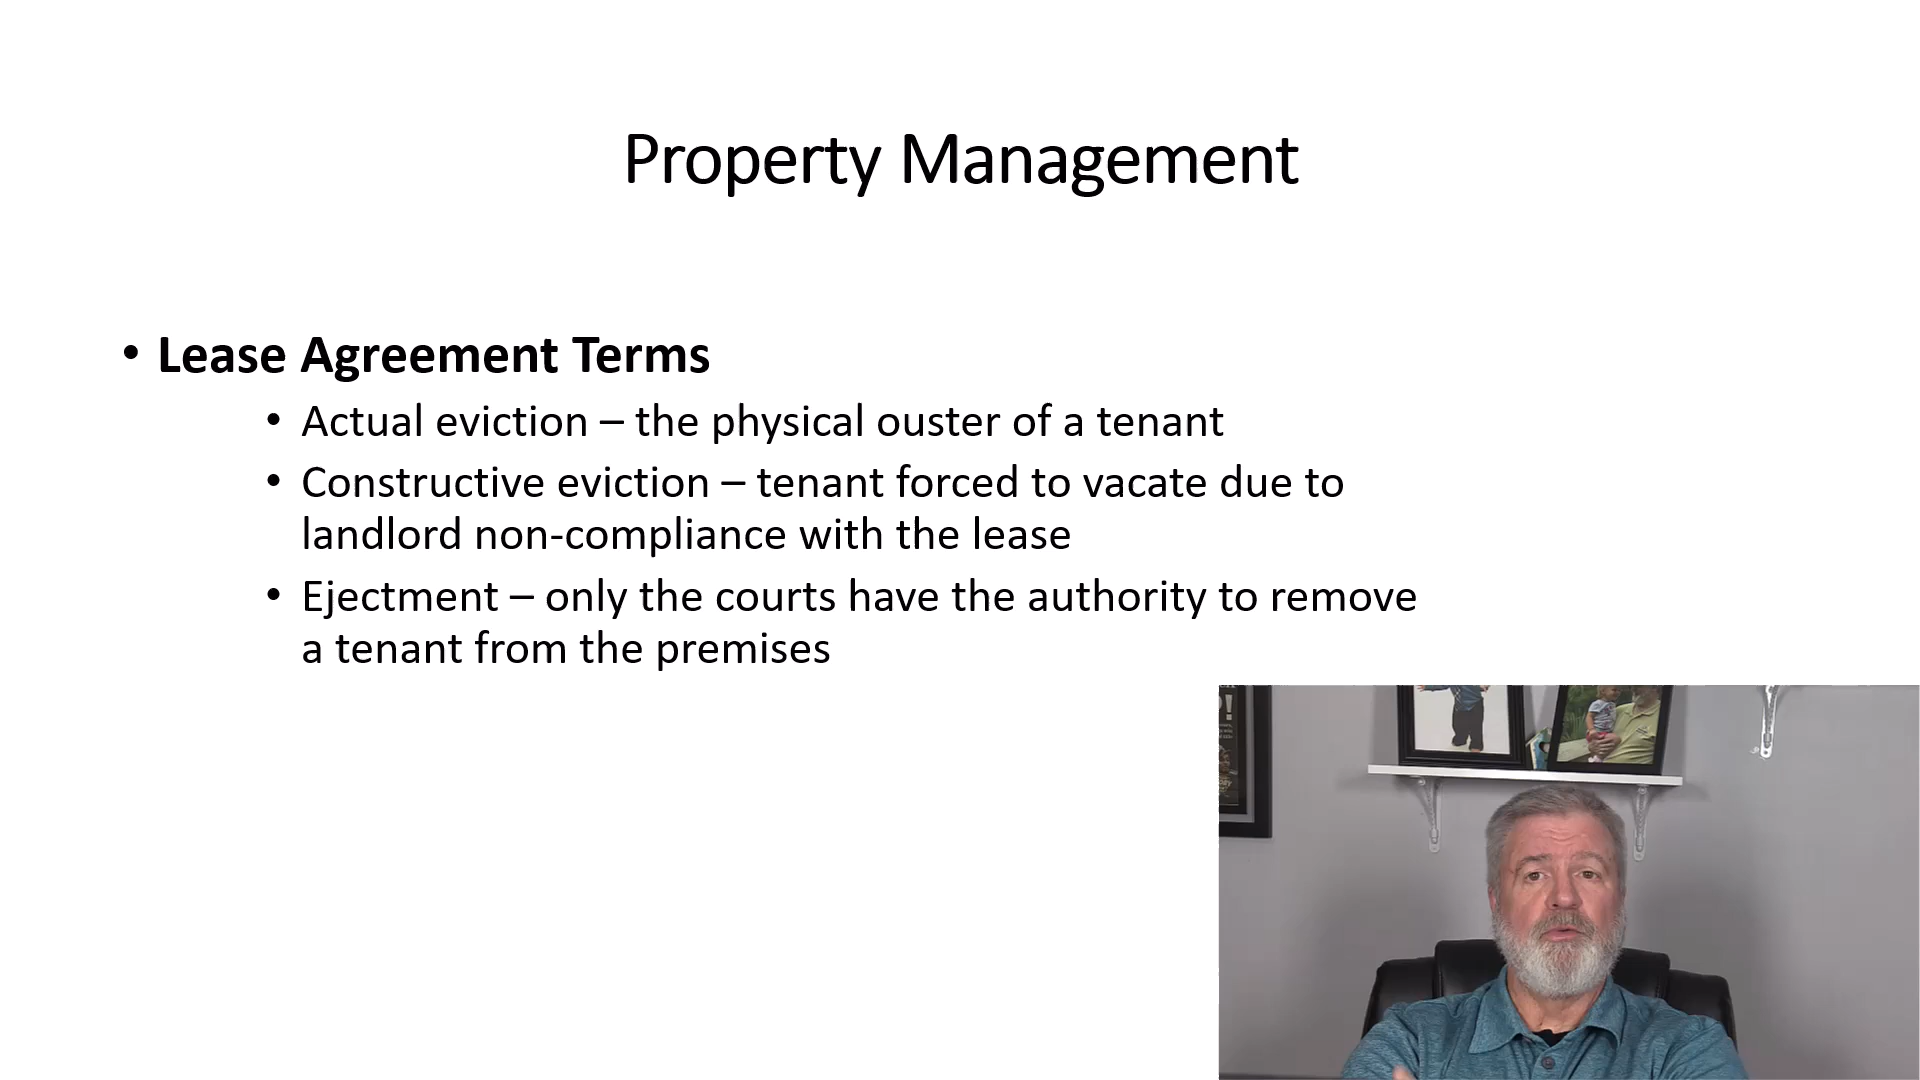 Property Management
• Lease Agreement Terms
• Actual eviction – the physical ouster of a tenant
• Constructive eviction – tenant forced to vacate due to
landlord non-compliance with the lease
• Ejectment – only the courts have the authority to remove
a tenant from the premises